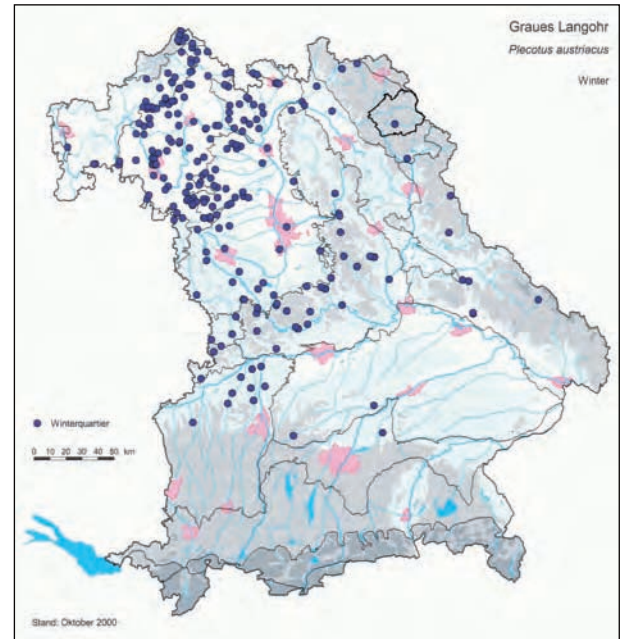 Graues Langohr
Plecotus austriacus
Winter
Winterquartier
0 10 20 30 40 50 km
Stand: Oktober 2000